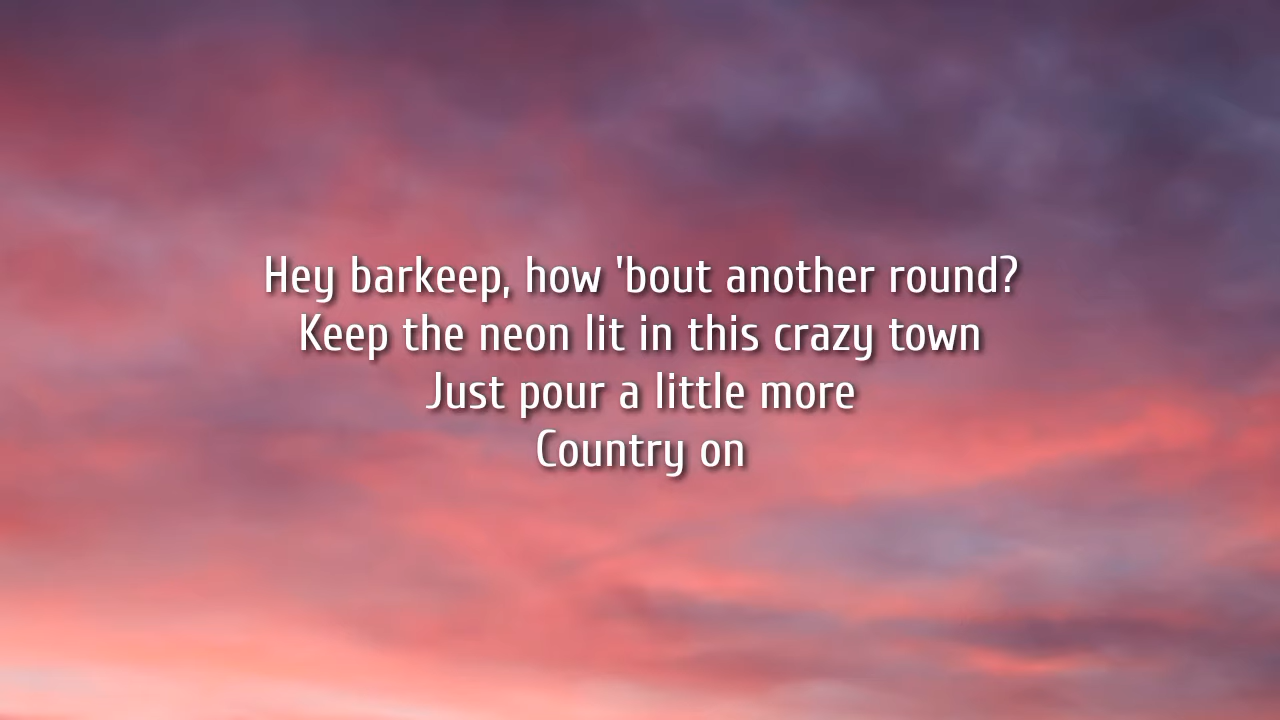 Hey barkeep, how 'bout another round?
Keep the neon lit in this crazy town
Just pour a little more
Country on